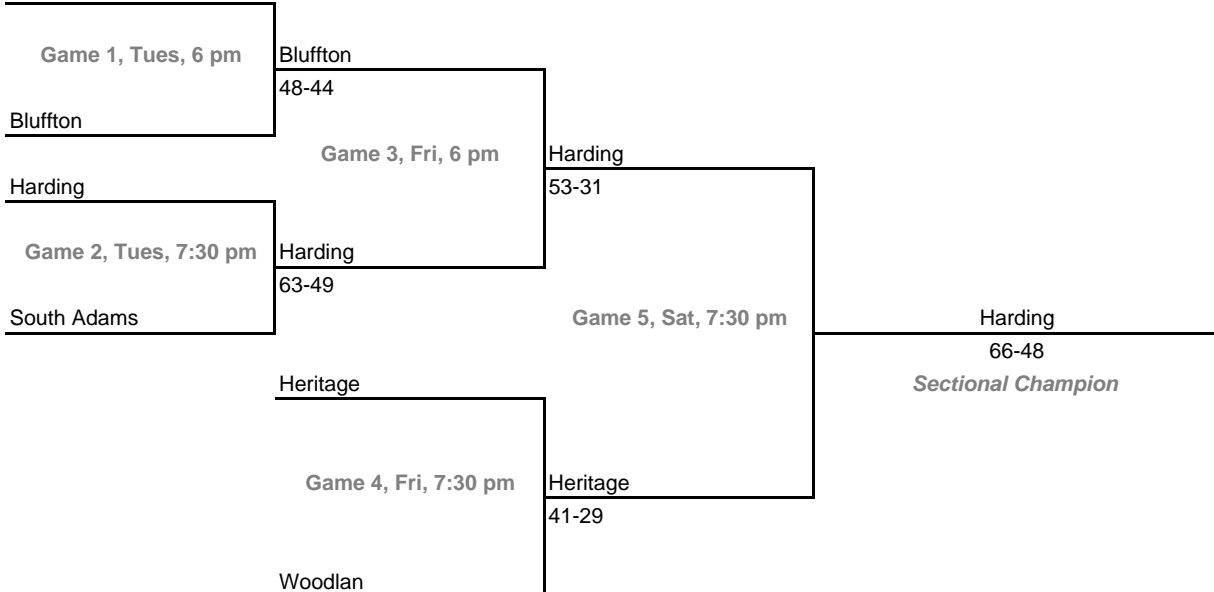 Game 1, Tues, 6 pm
Bluffton
48-44
Bluffton
Game 3, Fri, 6 pm
Harding
53-31
Harding
Game 2, Tues, 7:30 pm
Harding
63-49
South Adams
Game 5, Sat, 7:30 pm
Harding
66-48
Sectional Champion
Heritage
Game 4, Fri, 7:30 pm
Heritage
41-29
Woodlan